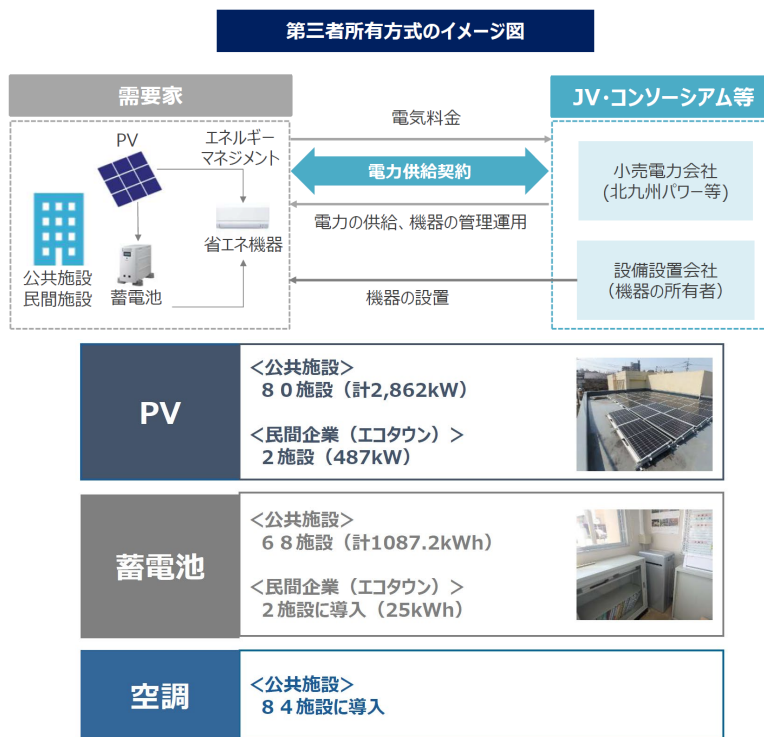 第三者所有方式のイメージ図
需要家
JV・コンソーシアム等
PV
エネルギー
マネジメント
省エネ機器
公共施設
民間施設
蓄電池
電気料金
電力供給契約
電力の供給、機器の管理運用
機器の設置
小売電力会社
(北九州パワー等)
設備設置会社
（機器の所有者）
PV
＜公共施設＞
８０施設（計2,862kW）
＜民間企業（エコタウン）＞
２施設（487kW）
蓄電池
＜公共施設＞
６８施設（計1087.2kWh）
＜民間企業（エコタウン）＞
２施設に導入（25kWh）
空調
＜公共施設＞
８４施設に導入